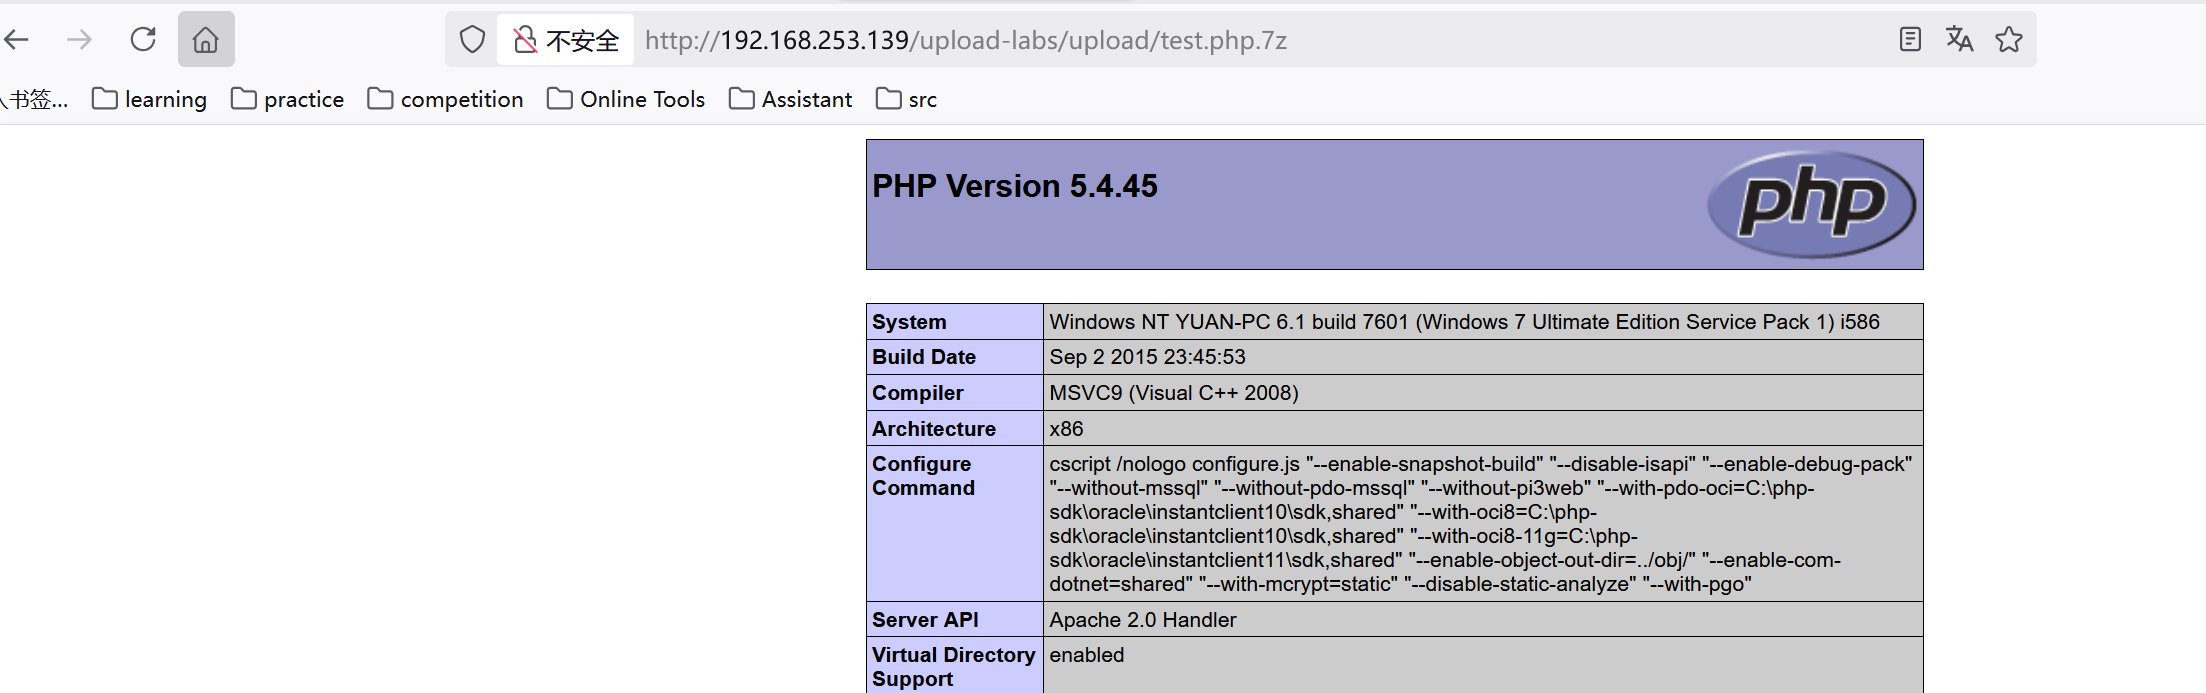 不安全 http://192.168.253.139/upload-labs/upload/test.php.7z
人书签... learning practice competition Online Tools Assistant src
PHP Version 5.4.45
php
System Windows NT YUAN-PC 6.1 build 7601 (Windows 7 Ultimate Edition Service Pack 1) i586
Build Date Sep 2 2015 23:45:53
Compiler MSVC9 (Visual C++ 2008)
Architecture x86
Configure Command cscript /nologo configure.js "--enable-snapshot-build" "--disable-isapi" "--enable-debug-pack"
"--without-mssql" "--without-pdo-mssql" "--without-pi3web" "--with-pdo-oci=C:\php-
sdk\oracle\instantclient10\sdk,shared" "--with-oci8=C:\php-
sdk\oracle\instantclient10\sdk,shared" "--with-oci8-11g=C:\php-
sdk\oracle\instantclient11\sdk,shared" "--enable-object-out-dir=../obj/" "--enable-com-
dotnet=shared" "--with-mcrypt=static" "--disable-static-analyze" "--with-pgo"
Server API Apache 2.0 Handler
Virtual Directory Support enabled